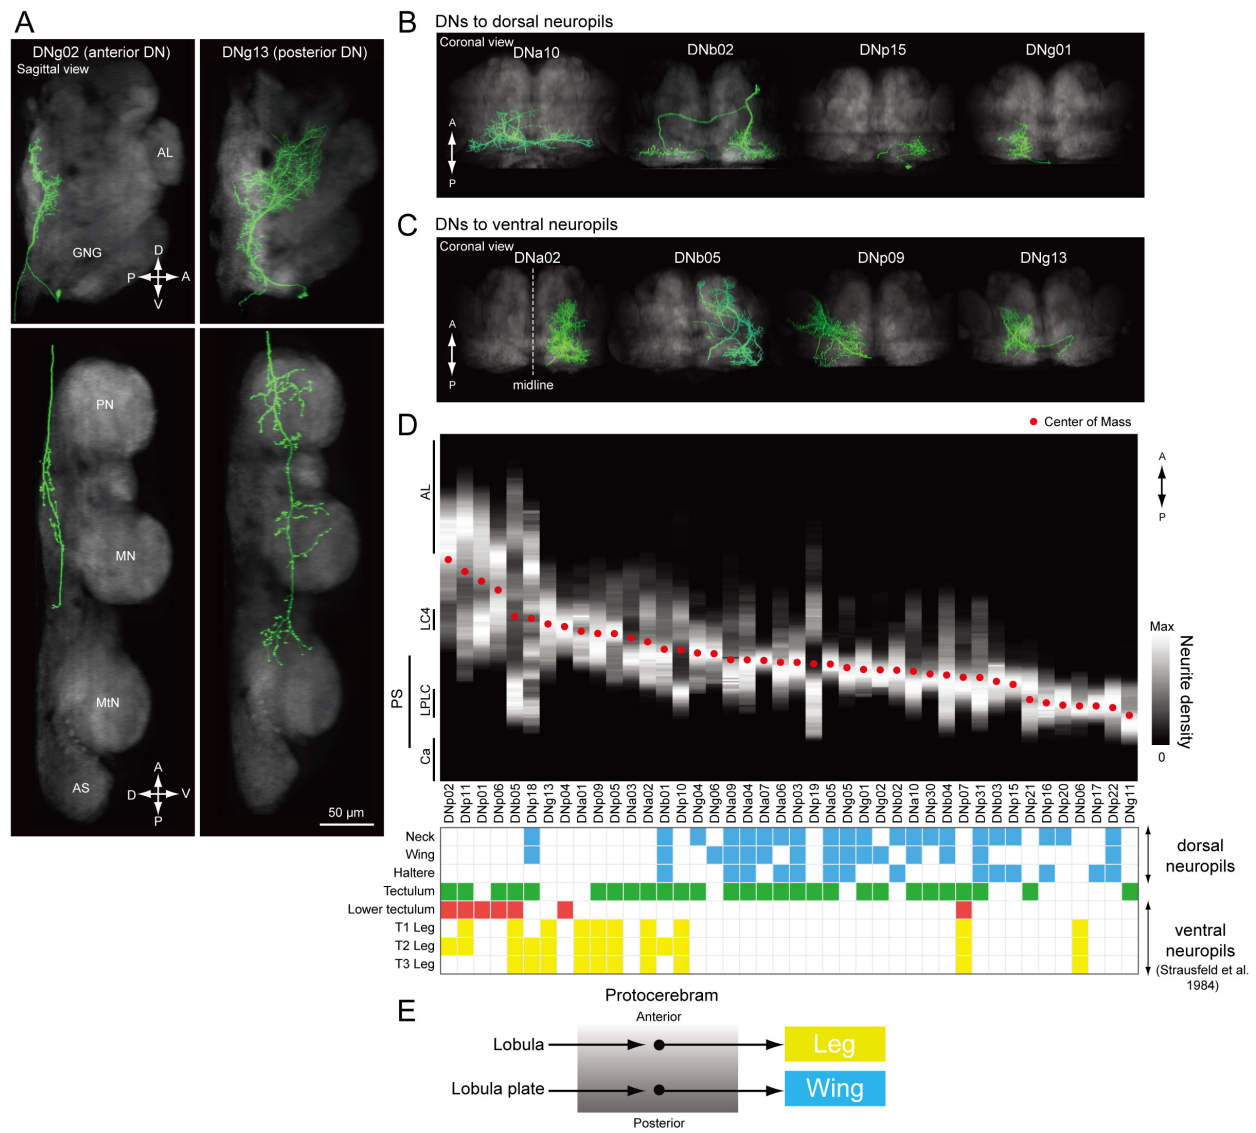 A
DNg02 (anterior DN)
Sagittal view
AL
GNG
D
P
A
V
DNg13 (posterior DN)
PN
MN
MtN
AS
A
D
V
P
50 µm
B
DNs to dorsal neuropils
Coronal view
DNa10
DNb02
DNp15
DNg01
A
P
C
DNs to ventral neuropils
Coronal view
DNa02
DNb05
DNp09
DNg13
A
P
midline
D
Center of Mass
AL
LC4
PS
LPLC
Ca
A
P
Max
Neurite density
0
DNp02
DNp11
DNp01
DNp06
DNb05
DNp18
DNg13
DNp04
DNa01
DNp09
DNp05
DNa03
DNa02
DNb01
DNp10
DNg04
DNg06
DNa09
DNa04
DNa07
DNa06
DNp03
DNp19
DNa05
DNg05
DNg01
DNg02
DNb02
DNa10
DNp30
DNb04
DNp07
DNp31
DNb03
DNp15
DNp21
DNp16
DNp20
DNb06
DNp17
DNp22
DNg11
Neck
Wing
Haltere
Tectulum
Lower tectulum
T1 Leg
T2 Leg
T3 Leg
dorsal
neuropils
ventral
neuropils
(Strausfeld et al.
1984)
E
Protocerebram
Anterior
Lobula
Leg
Lobula plate
Wing
Posterior